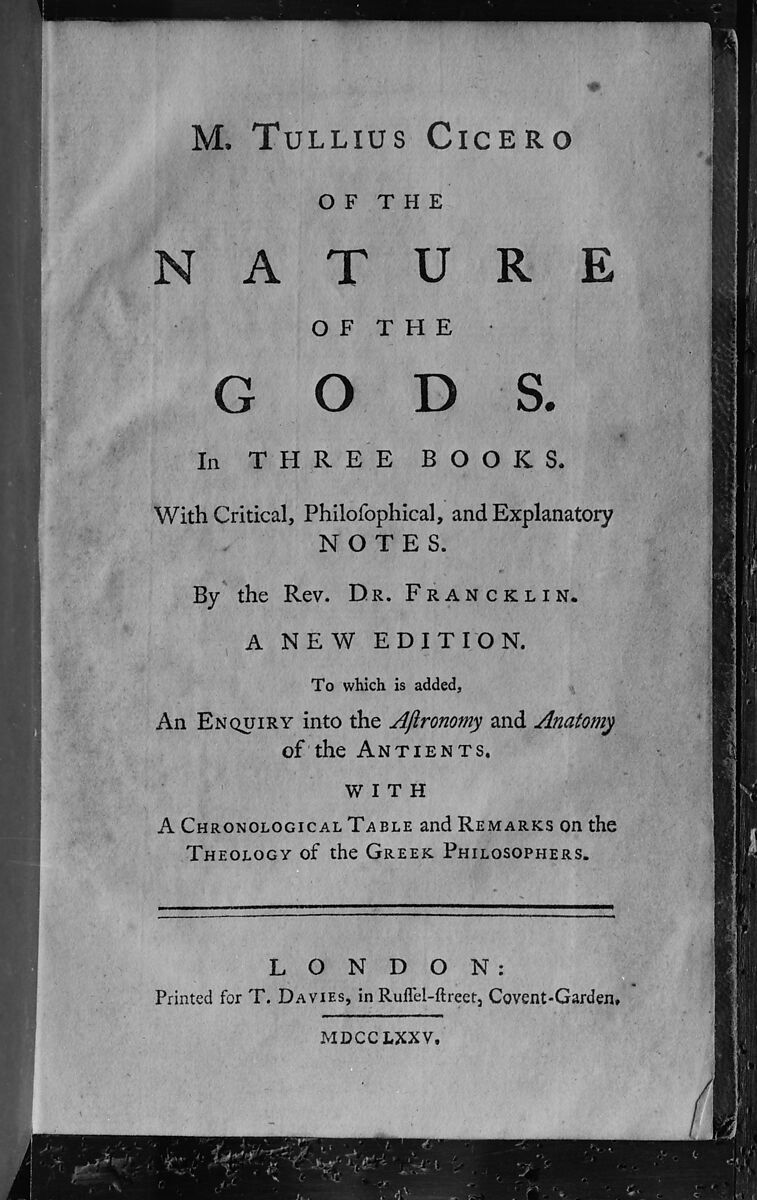 M. TULLIUS CICERO
OF THE
NATURE
OF THE
GODS.
In THREE BOOKS.
With Critical, Philoſophical, and Explanatory
NOTES.
By the Rev. DR. FRANCKLIN.
A NEW EDITION.
To which is added,
An ENQUIRY into the Aſtronomy and Anatomy
of the ANTIENTS.
WITH
A CHRONOLOGICAL TABLE and REMARKS on the
THEOLOGY of the GREEK PHILOSOPHERS.
LONDON:
Printed for T. DAVIES, in Ruſſel-ſtreet, Covent-Garden.
MDCCLXXV.